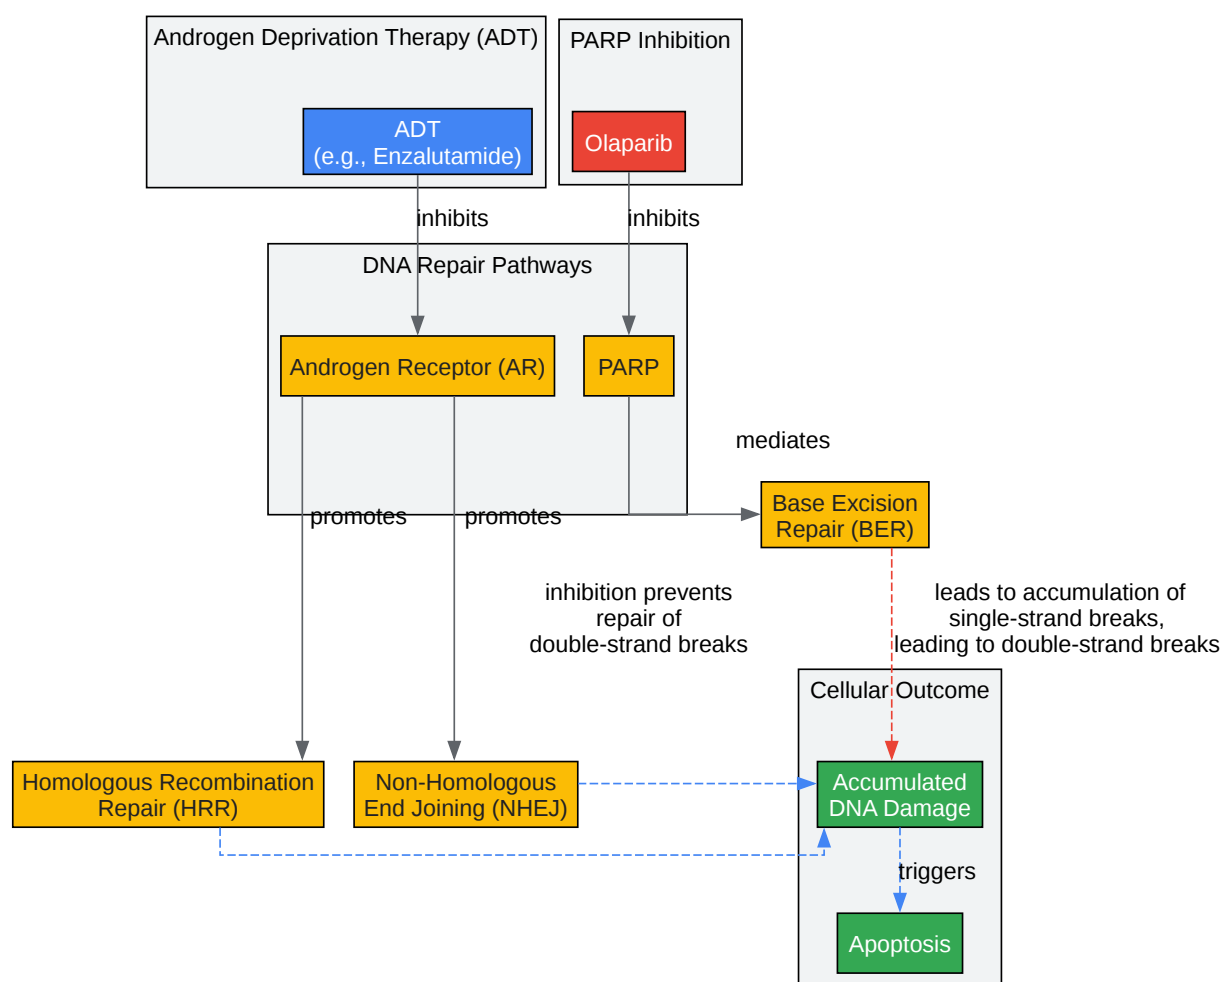 Androgen Deprivation Therapy (ADT)
PARP Inhibition
ADT
(e.g., Enzalutamide)
Olaparib
inhibits
inhibits
DNA Repair Pathways
Androgen Receptor (AR)
PARP
mediates
Base Excision
Repair (BER)
promotes
promotes
inhibition prevents
repair of
double-strand breaks
leads to accumulation of
single-strand breaks,
leading to double-strand breaks
Cellular Outcome
Homologous Recombination
Repair (HRR)
Non-Homologous
End Joining (NHEJ)
Accumulated
DNA Damage
triggers
Apoptosis